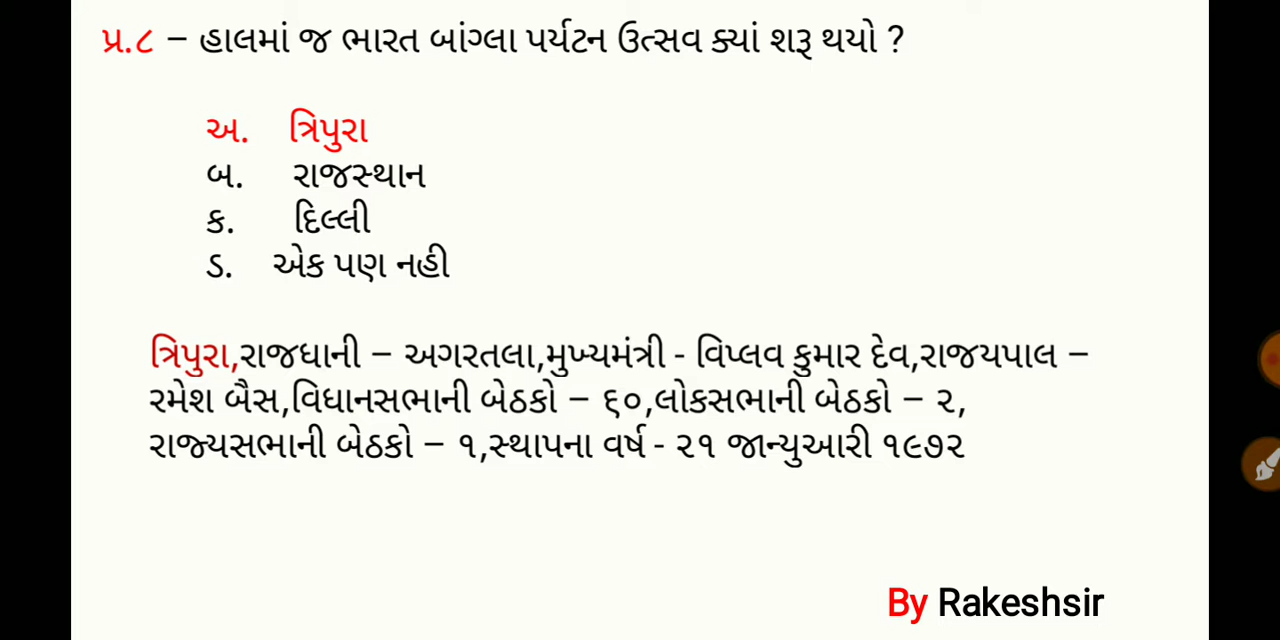 પ્ર.૮ – હાલમાં જ ભારત બાંગ્લા પર્યટન ઉત્સવ ક્યાં શરૂ થયો ?
અ. ત્રિપુરા
બ. રાજસ્થાન
ક. દિલ્લી
ડ. એક પણ નહી
ત્રિપુરા,રાજધાની – અગરતલા,મુખ્યમંત્રી - વિપ્લવ કુમાર દેવ,રાજયપાલ –
રમેશ બૈસ,વિધાનસભાની બેઠકો – ૬૦,લોકસભાની બેઠકો – ૨,
રાજ્યસભાની બેઠકો – ૧,સ્થાપના વર્ષ - ૨૧ જાન્યુઆરી ૧૯૭૨
By Rakeshsir